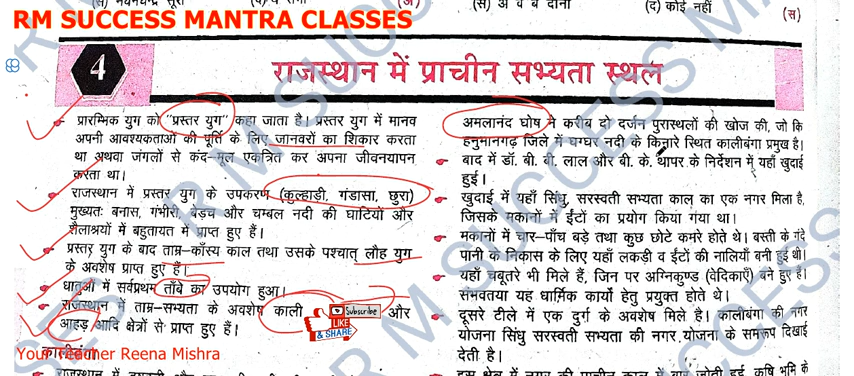 RM SUCCESS MANTRA CLASSES
(द) कोई नहीं
(स)
4
राजस्थान में प्राचीन सभ्यता स्थल
प्रारम्भिक युग को "प्रस्तर युग" कहा जाता है। प्रस्तर युग में मानव
अपनी आवश्यकताओं की पूर्ति के लिए जानवरों का शिकार करता
था अथवा जंगलों से कंद-मूल एकत्रित कर अपना जीवनयापन
करता था।
राजस्थान में प्रस्तर युग के उपकरण (कुल्हाड़ी, गंडासा, छुरा)
मुख्यतः बनास, गंभीरी, बेड़च और चम्बल नदी की घाटियों और
शैलाश्रयों में बहुतायत में प्राप्त हुए हैं।
प्रस्तर युग के बाद ताम्र-काँस्य काल तथा उसके पश्चात् लौह युग
के अवशेष प्राप्त हुए हैं।
धातुओं में सर्वप्रथम ताँबे का उपयोग हुआ।
राजस्थान में ताम्र-सभ्यता के अवशेष काली और
आहड़ आदि क्षेत्रों से प्राप्त हुए हैं।
Subscribe
LIKE
& SHARE
Your Teacher Reena Mishra
अमलानंद घोष ने करीब दो दर्जन पुरास्थलों की खोज की, जो कि
हनुमानगढ़ जिले में घग्घर नदी के किनारे स्थित कालीबंगा प्रमुख है।
बाद में डॉ. बी. बी. लाल और बी. के. थापर के निर्देशन में यहाँ खुदाई
हुई।
खुदाई में यहाँ सिंधु, सरस्वती सभ्यता काल का एक नगर मिला है,
जिसके मकानों में ईंटों का प्रयोग किया गया था।
मकानों में चार-पाँच बड़े तथा कुछ छोटे कमरे होते थे। बस्ती के गंदे
पानी के निकास के लिए यहाँ लकड़ी व ईंटों की नालियाँ बनी हुई थी।
यहाँ चबूतरे भी मिले हैं, जिन पर अग्निकुण्ड (वेदिकाएँ) बने हुए हैं।
संभवतया यह धार्मिक कार्यो हेतु प्रयुक्त होते थे।
दूसरे टीले में एक दुर्ग के अवशेष मिले है। कालीबंगा की नगर
योजना सिंधु सरस्वती सभ्यता की नगर योजना के समरूप दिखाई
देती है।